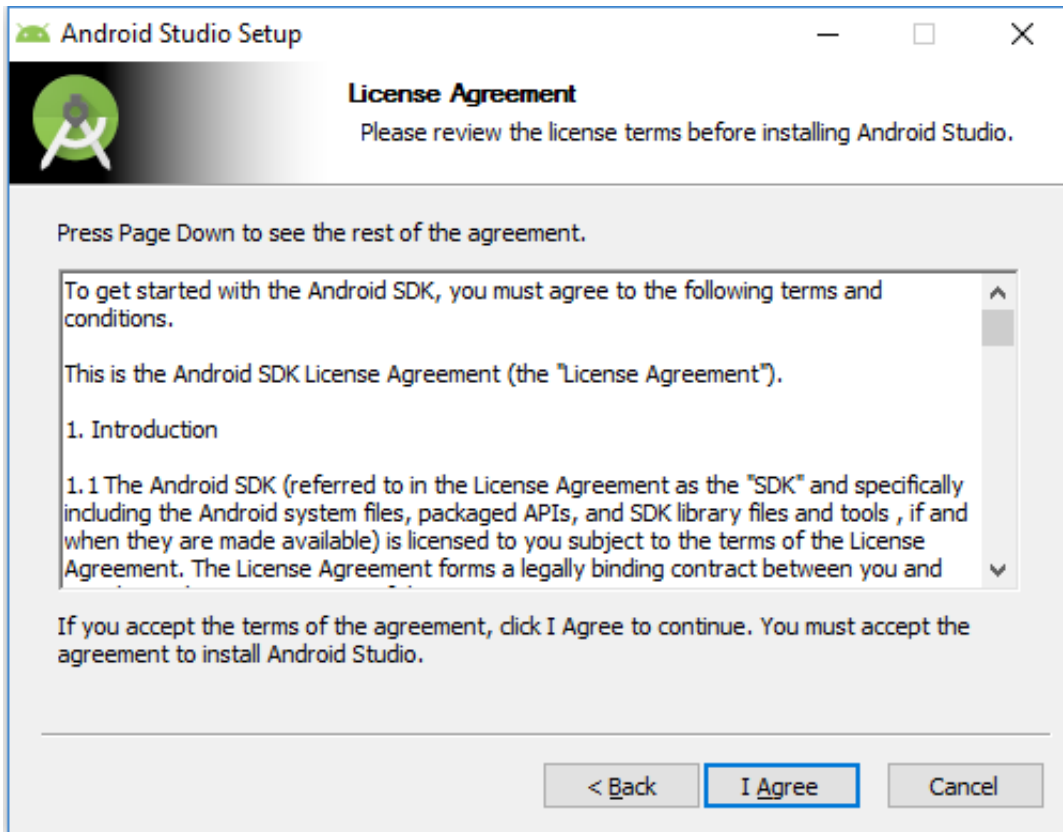 Android Studio Setup
License Agreement
Please review the license terms before installing Android Studio.
Press Page Down to see the rest of the agreement.
To get started with the Android SDK, you must agree to the following terms and
conditions.
This is the Android SDK License Agreement (the "License Agreement").
1. Introduction
1.1 The Android SDK (referred to in the License Agreement as the "SDK" and specifically
including the Android system files, packaged APIs, and SDK library files and tools , if and
when they are made available) is licensed to you subject to the terms of the License
Agreement. The License Agreement forms a legally binding contract between you and
If you accept the terms of the agreement, click I Agree to continue. You must accept the
agreement to install Android Studio.
< Back
I Agree
Cancel